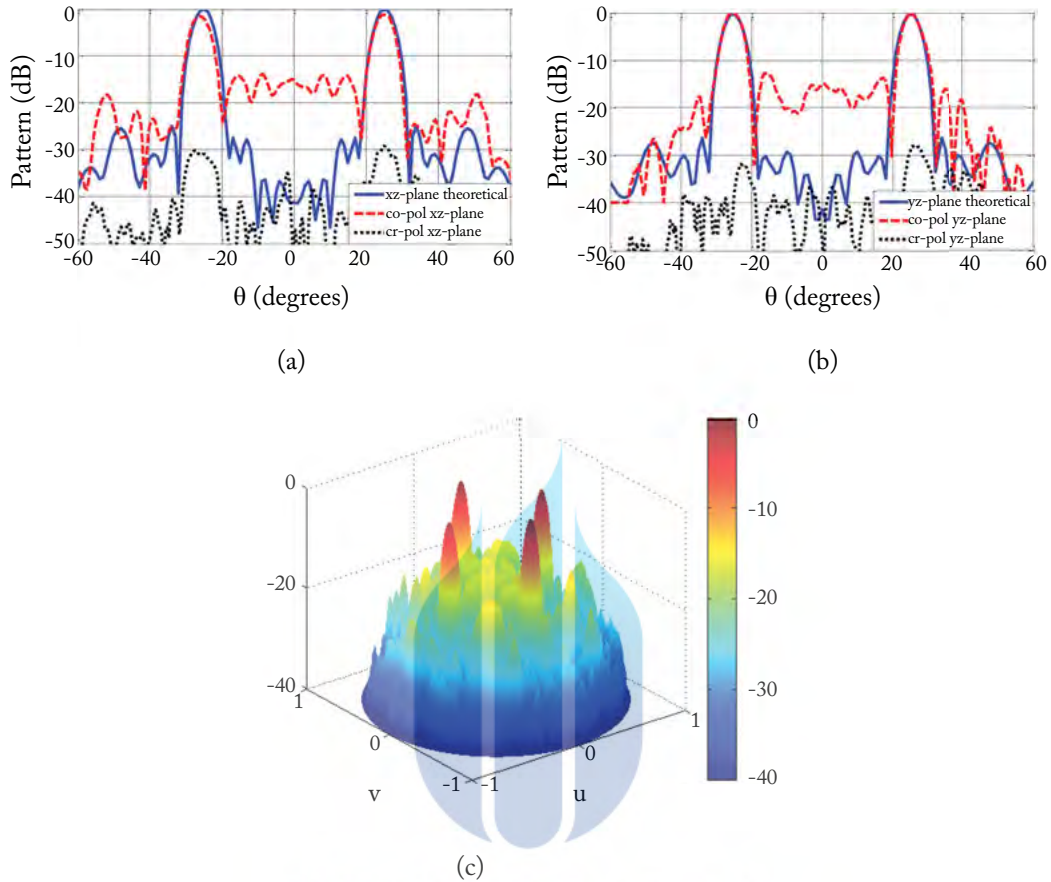 0
-10
-20
-30
-40
-50
Pattern (dB)
xz-plane theoretical
co-pol xz-plane
cr-pol xz-plane
-60 -40 -20 0 20 40 60
θ (degrees)
(a)
0
-10
-20
-30
-40
-50
Pattern (dB)
yz-plane theoretical
co-pol yz-plane
cr-pol yz-plane
-60 -40 -20 0 20 40 60
θ (degrees)
(b)
0
-20
-40
1
0
-1
v
-1
0
1
u
0
-10
-20
-30
-40
(c)